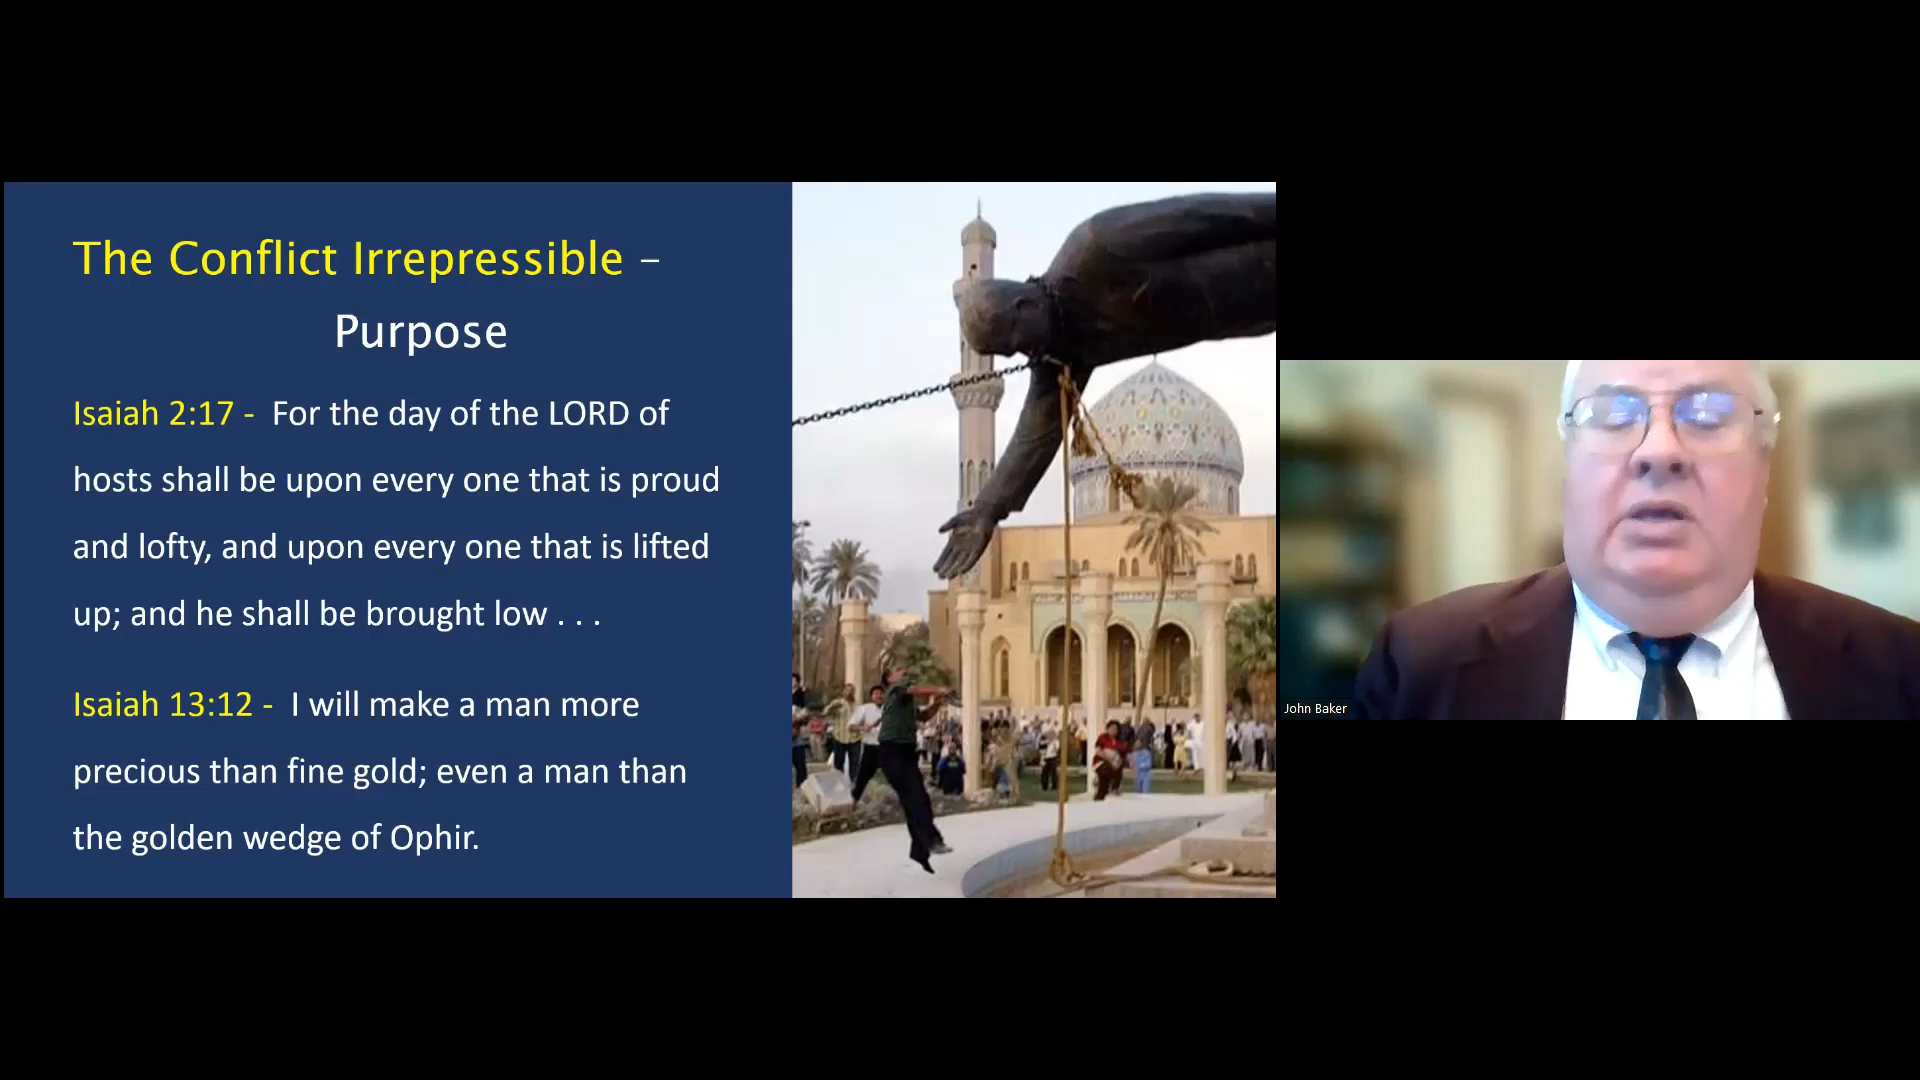 The Conflict Irrepressible –
Purpose
Isaiah 2:17 - For the day of the LORD of
hosts shall be upon every one that is proud
and lofty, and upon every one that is lifted
up; and he shall be brought low . . .
Isaiah 13:12 - I will make a man more
precious than fine gold; even a man than
the golden wedge of Ophir.
John Baker